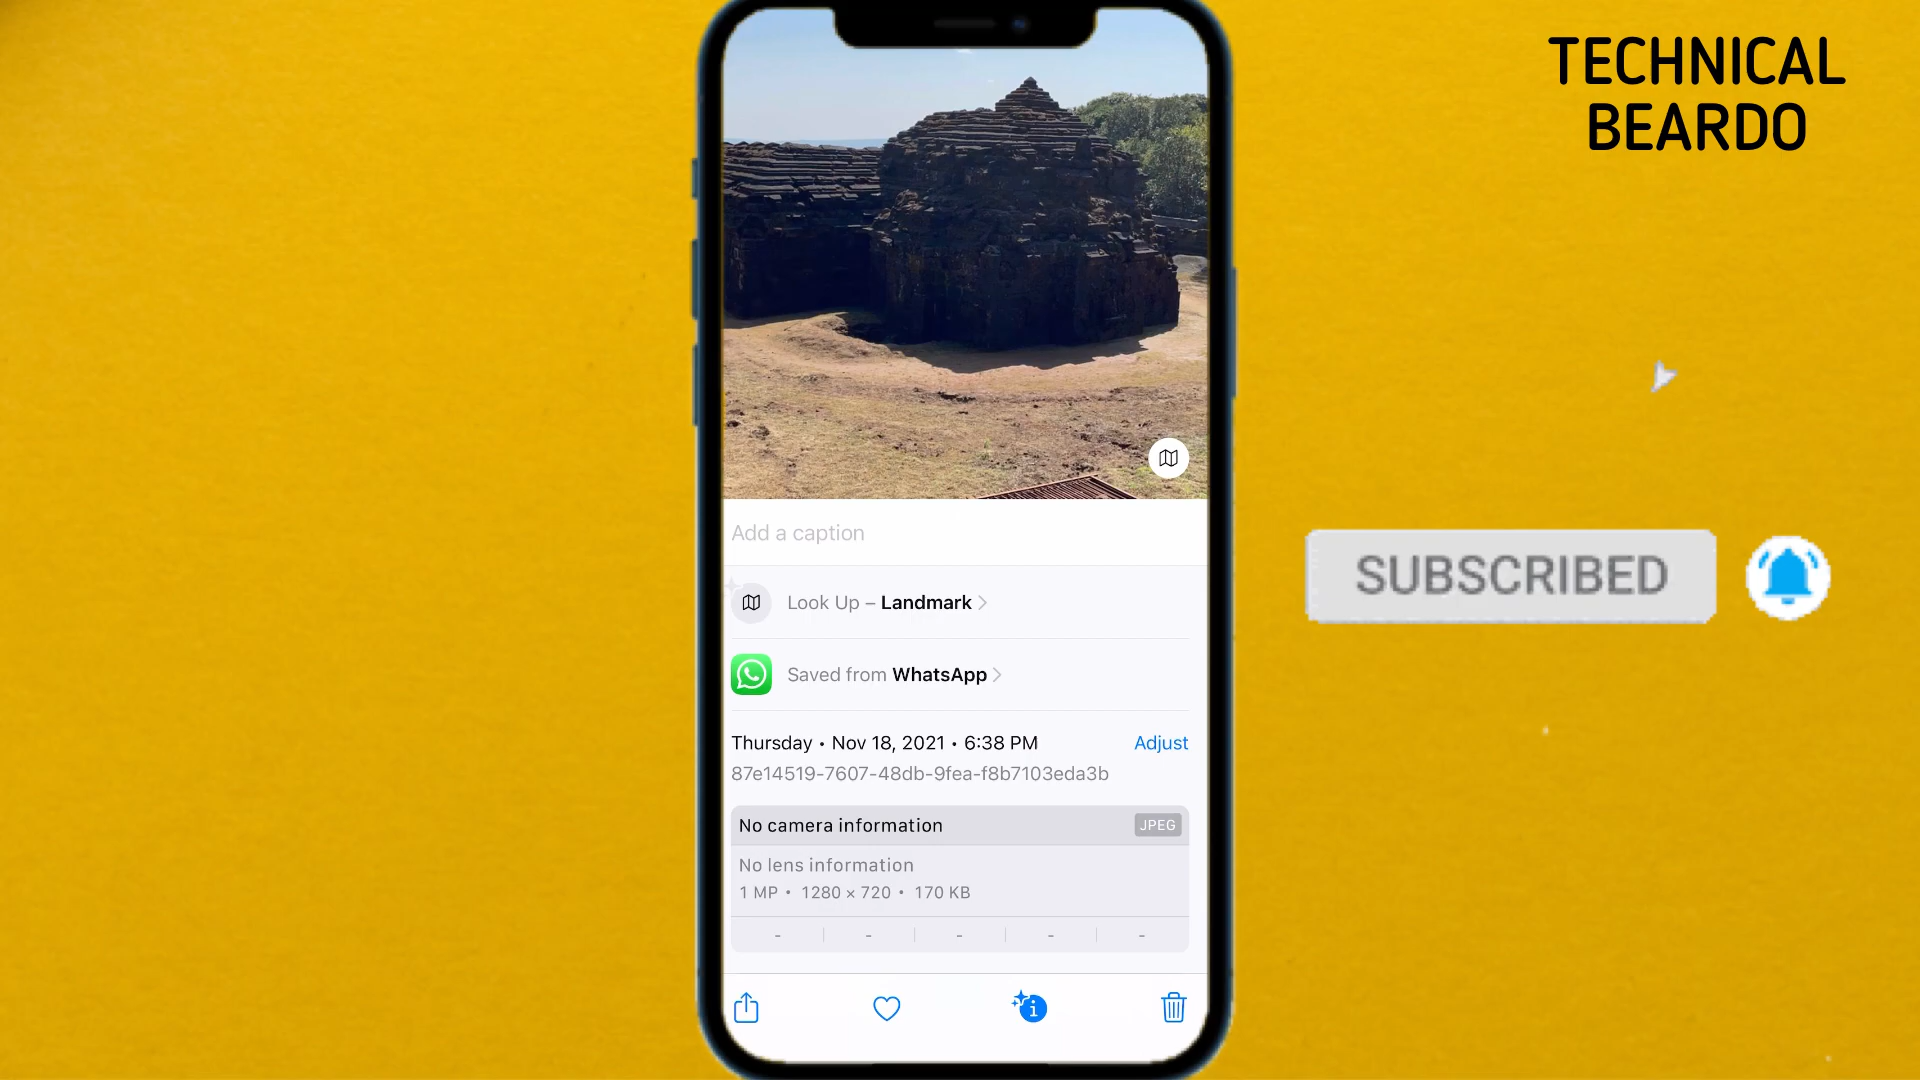 TECHNICAL
BEARDO
Add a caption
Look Up – Landmark
Saved from WhatsApp
Thursday • Nov 18, 2021 • 6:38 PM
Adjust
87e14519-7607-48db-9fea-f8b7103eda3b
No camera information
JPEG
No lens information
1 MP • 1280 × 720 • 170 KB
- - - - -
SUBSCRIBED